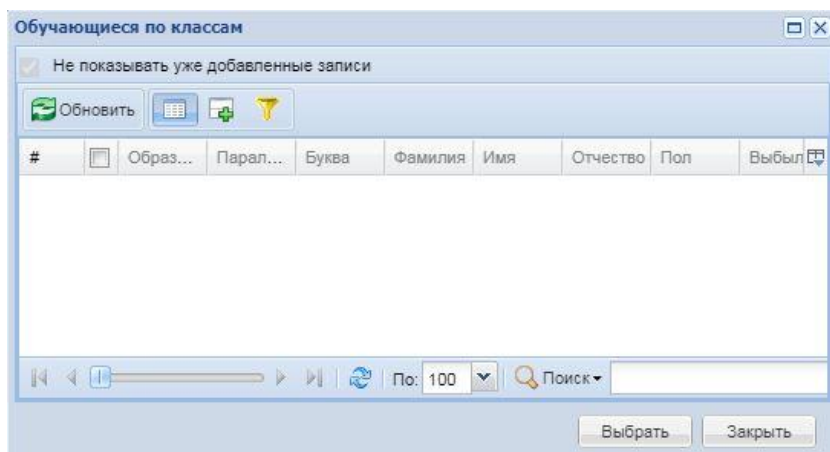 Обучающиеся по классам
Не показывать уже добавленные записи
Обновить
# Образ... Парал... Буква Фамилия Имя Отчество Пол Выбыл
По: 100 Поиск
Выбрать Закрыть